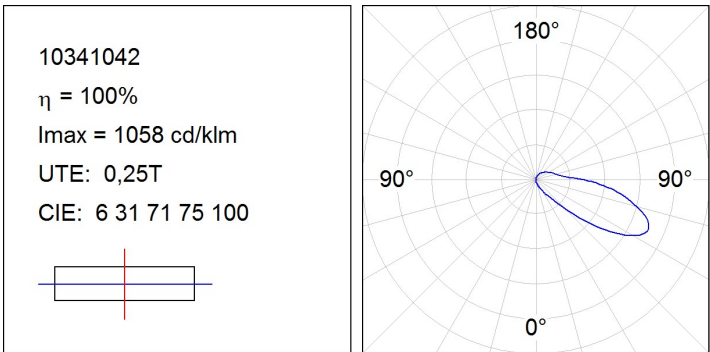 10341042
η = 100%
Imax = 1058 cd/klm
UTE: 0,25T
CIE: 6 31 71 75 100
180°
90° 90°
0°